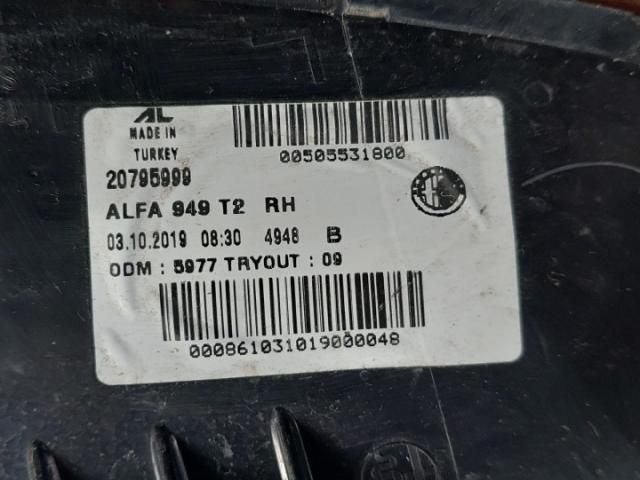 AL
MADE IN
TURKEY
00505531800
20795999
ALFA 949 T2 RH
03.10.2019 08:30 4948 B
ODM : 5977 TRYOUT : 09
000861031019000048